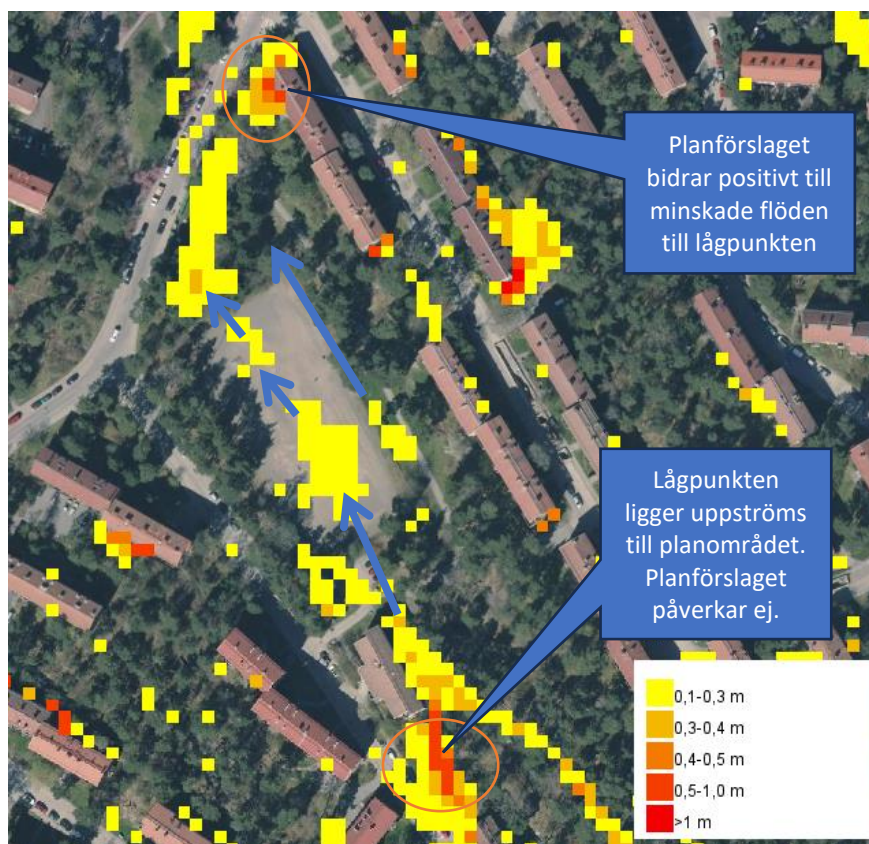 Planförslaget
bidrar positivt till
minskade flöden
till lågpunkten
Lågpunkten
ligger uppströms
till planområdet.
Planförslaget
påverkar ej.
0,1-0,3 m
0,3-0,4 m
0,4-0,5 m
0,5-1,0 m
>1 m